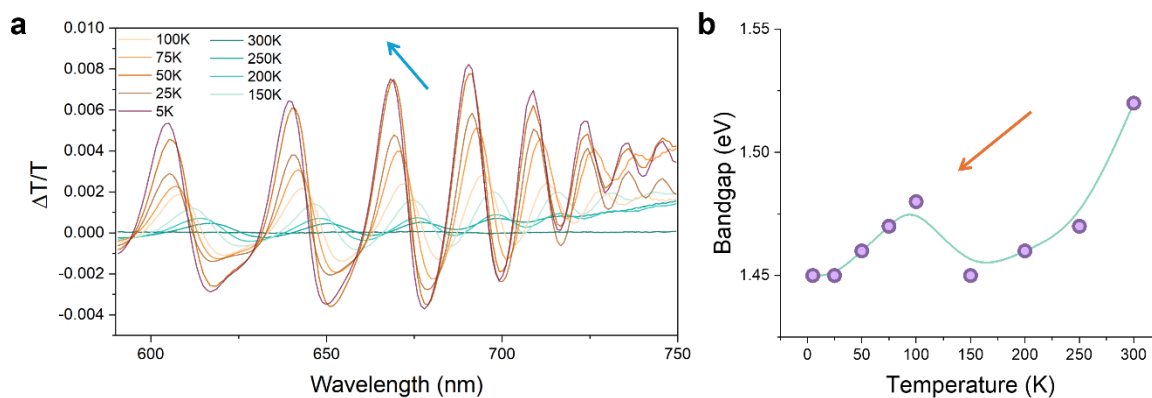 a
0.010
0.008
0.006
0.004
0.002
0.000
-0.002
-0.004
ΔT/T
100K
75K
50K
25K
5K
300K
250K
200K
150K
600
650
700
750
Wavelength (nm)
b
1.55
1.50
1.45
Bandgap (eV)
0
50
100
150
200
250
300
Temperature (K)